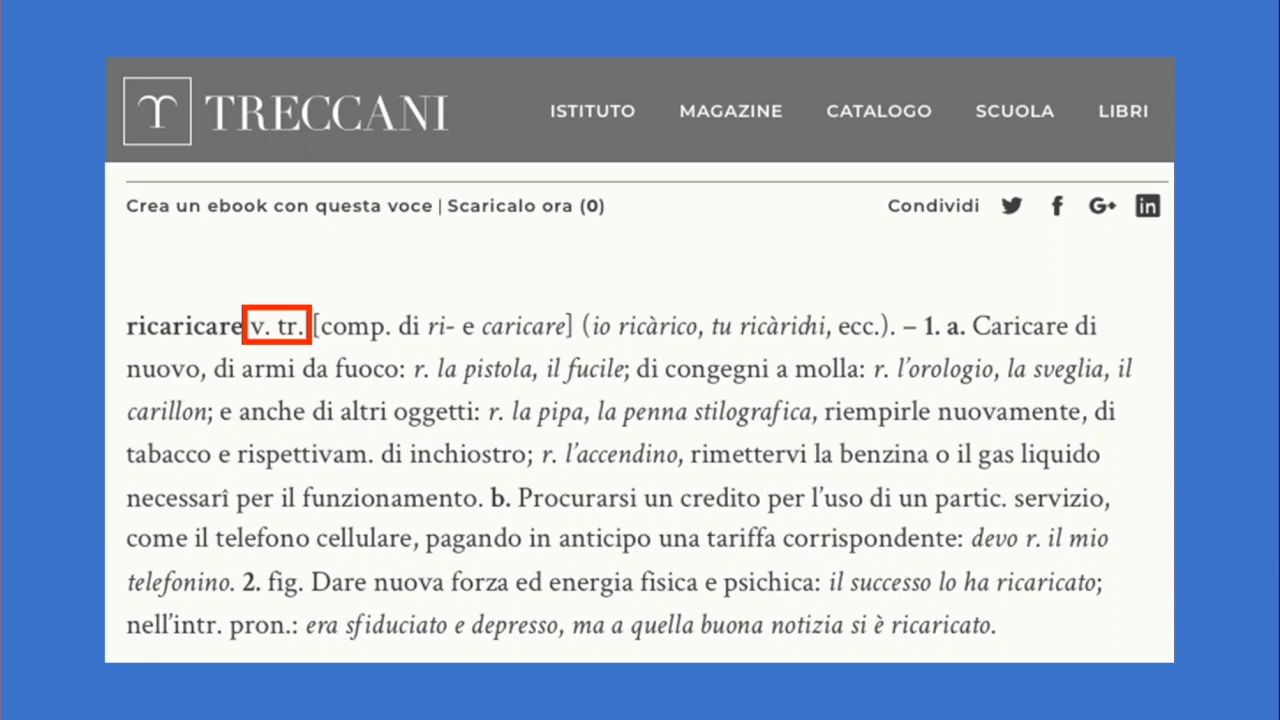 TRECCANI
ISTITUTO MAGAZINE CATALOGO SCUOLA LIBRI
Crea un ebook con questa voce | Scaricalo ora (0)
Condividi
ricaricare v. tr. [comp. di ri- e caricare] (io ricàrico, tu ricàrichi, ecc.). – 1. a. Caricare di
nuovo, di armi da fuoco: r. la pistola, il fucile; di congegni a molla: r. l’orologio, la sveglia, il
carillon; e anche di altri oggetti: r. la pipa, la penna stilografica, riempirle nuovamente, di
tabacco e rispettivam. di inchiostro; r. l’accendino, rimettervi la benzina o il gas liquido
necessarî per il funzionamento. b. Procurarsi un credito per l’uso di un partic. servizio,
come il telefono cellulare, pagando in anticipo una tariffa corrispondente: devo r. il mio
telefonino. 2. fig. Dare nuova forza ed energia fisica e psichica: il successo lo ha ricaricato;
nell’intr. pron.: era sfiduciato e depresso, ma a quella buona notizia si è ricaricato.